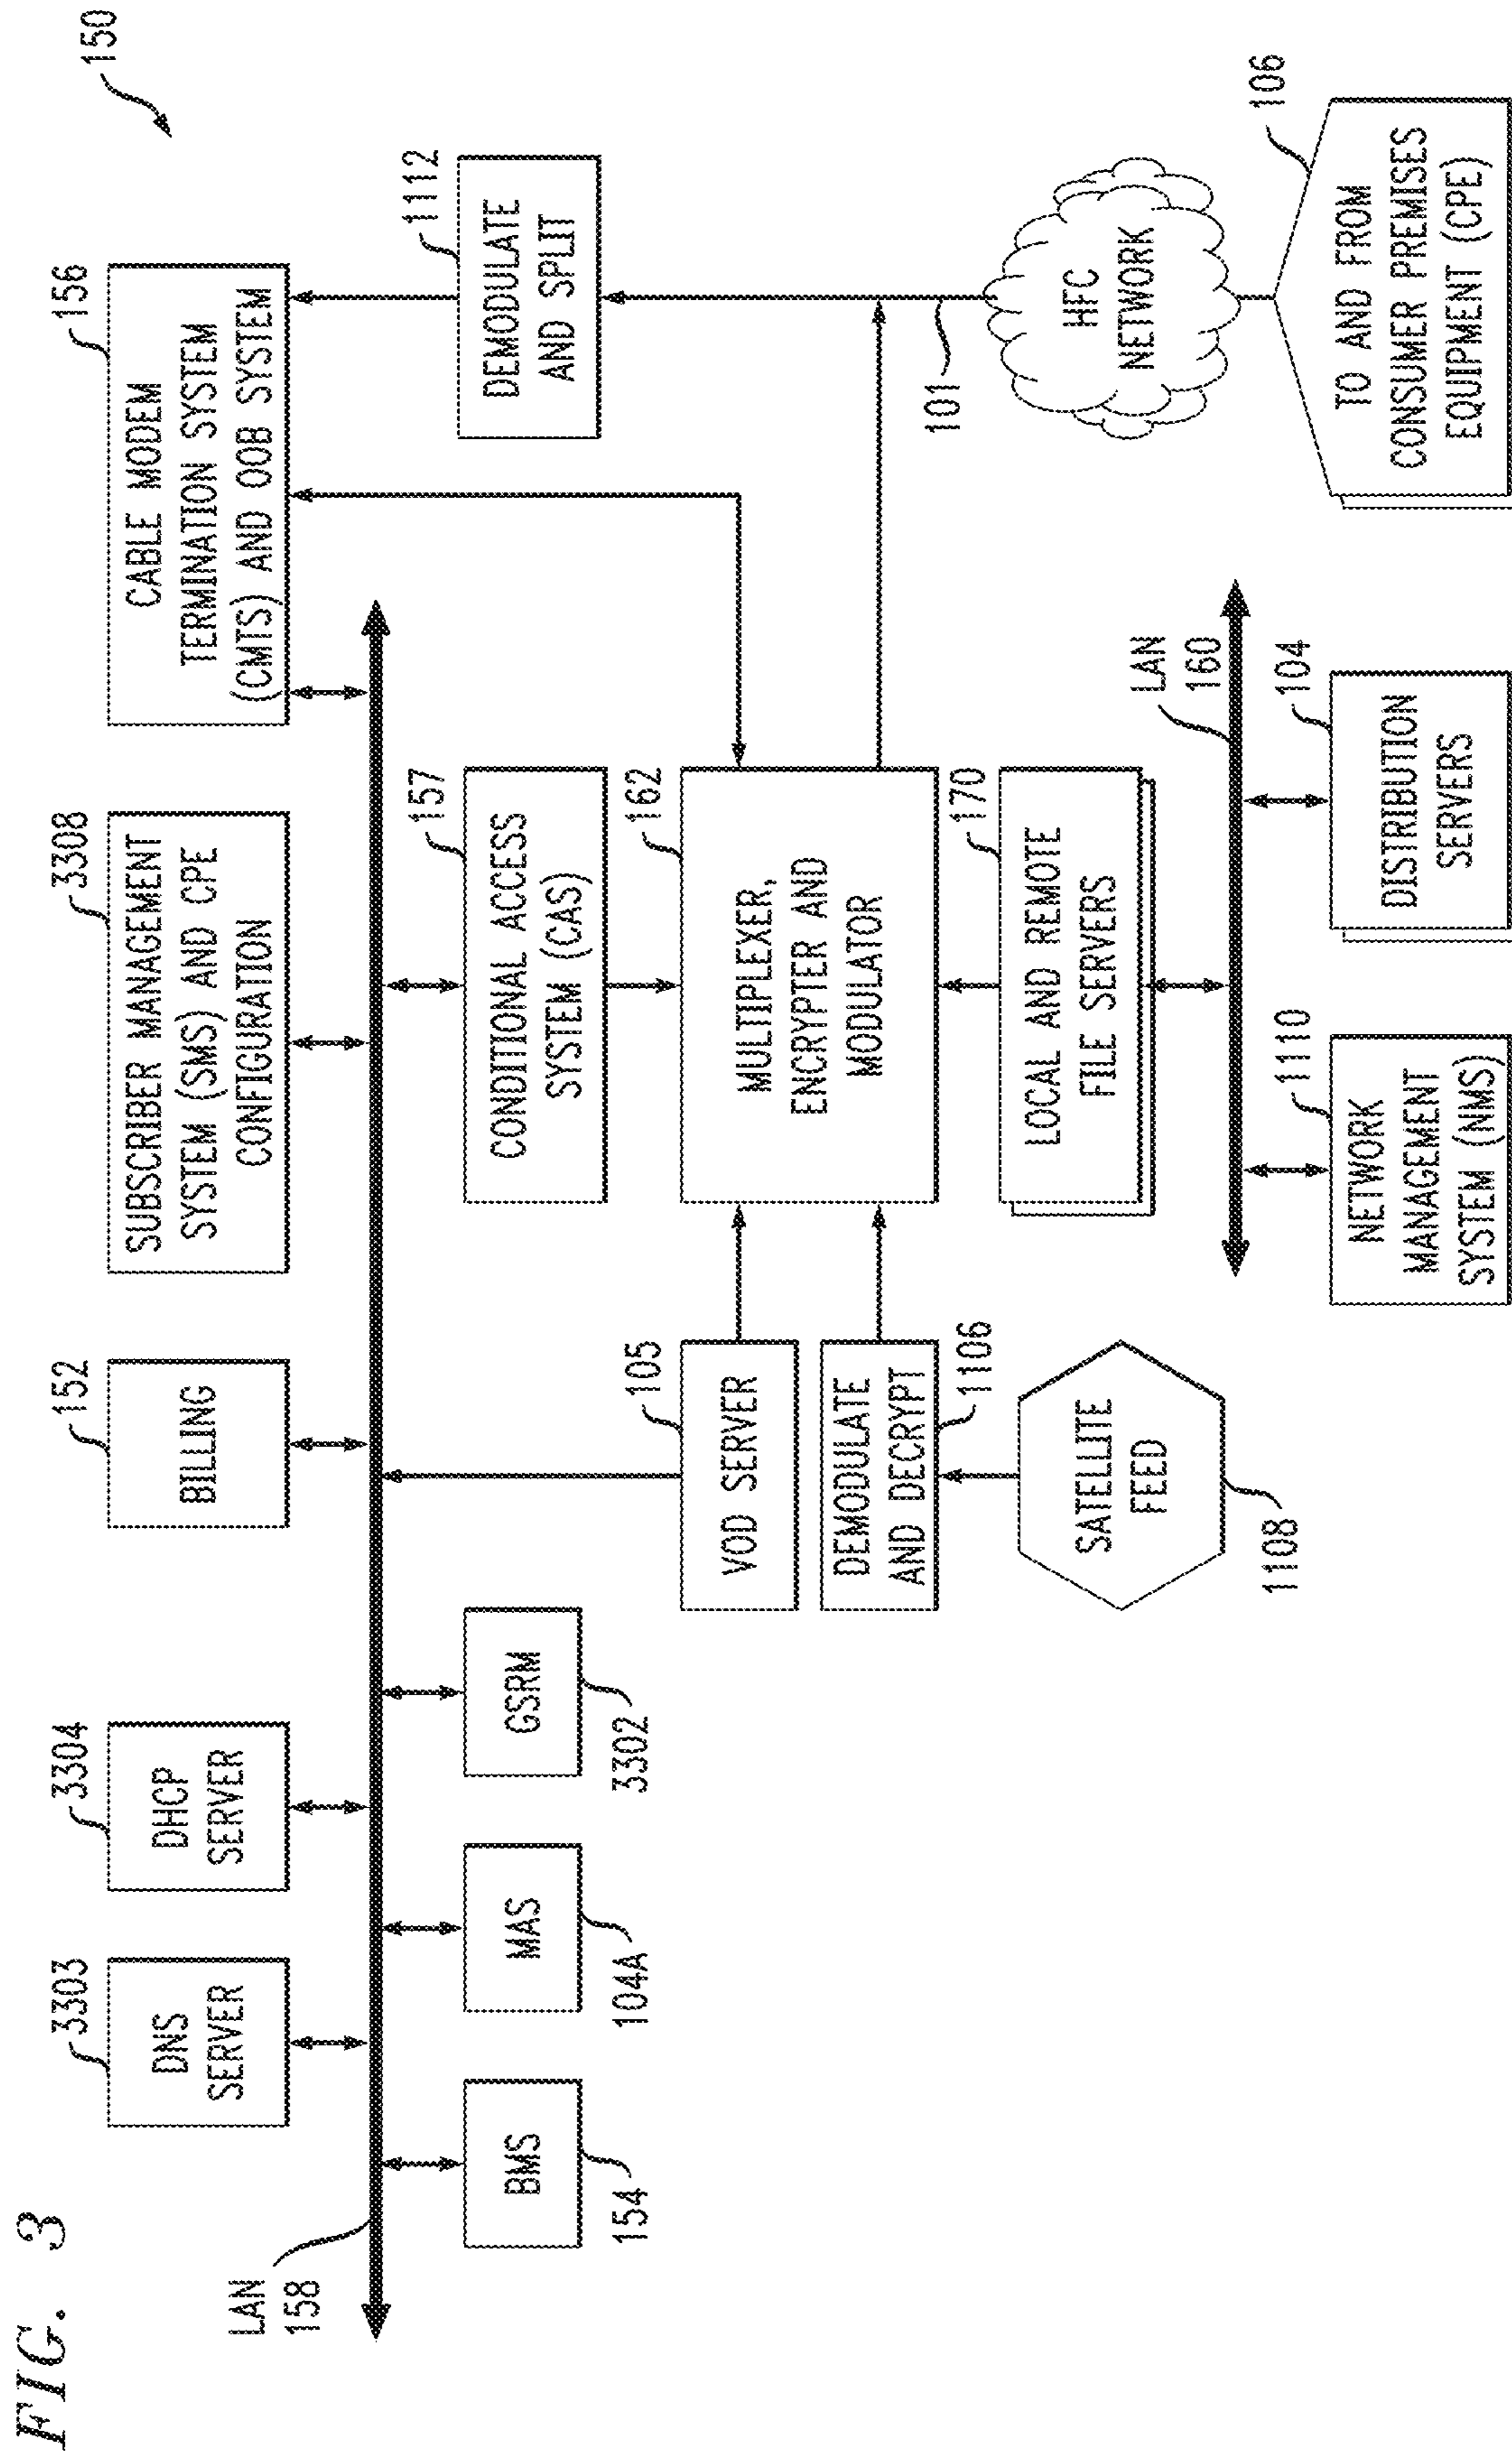 FIG. 3
150
3303
DNS
SERVER
3304
DHCP
SERVER
152
BILLING
3308
SUBSCRIBER MANAGEMENT
SYSTEM (SMS) AND CPE
CONFIGURATION
156
CABLE MODEM
TERMINATION SYSTEM
(CMTS) AND OOB SYSTEM
LAN
158
BMS
154
MAS
104A
GSRM
3302
157
CONDITIONAL ACCESS
SYSTEM (CAS)
1112
DEMODULATE
AND SPLIT
105
VOD SERVER
162
MULTIPLEXER,
ENCRYPTER AND
MODULATOR
DEMODULATE
AND DECRYPT
1106
101
SATELLITE
FEED
1108
170
LOCAL AND REMOTE
FILE SERVERS
HFC
NETWORK
LAN
160
1110
NETWORK
MANAGEMENT
SYSTEM (NMS)
104
DISTRIBUTION
SERVERS
106
TO AND FROM
CONSUMER PREMISES
EQUIPMENT (CPE)